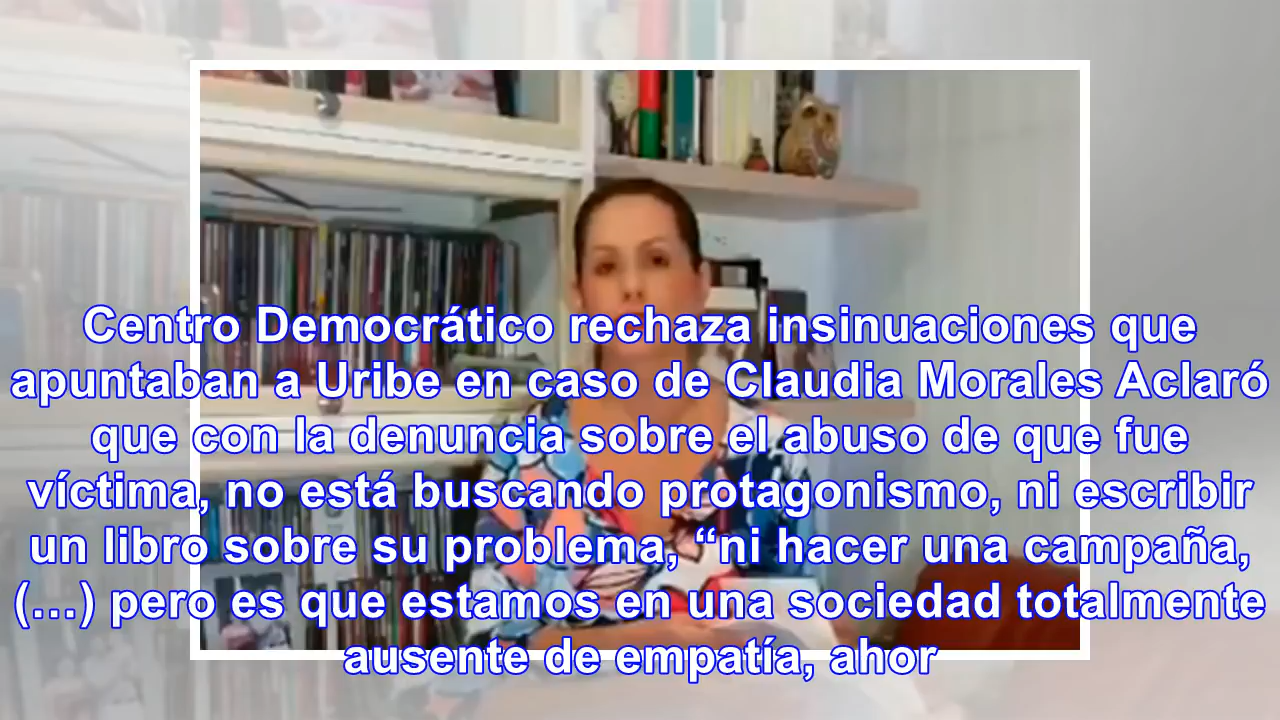 Centro Democrático rechaza insinuaciones que
apuntaban a Uribe en caso de Claudia Morales Aclaró
que con la denuncia sobre el abuso de que fue
víctima, no está buscando protagonismo, ni escribir
un libro sobre su problema, “ni hacer una campaña,
(...) pero es que estamos en una sociedad totalmente
ausente de empatía, ahor